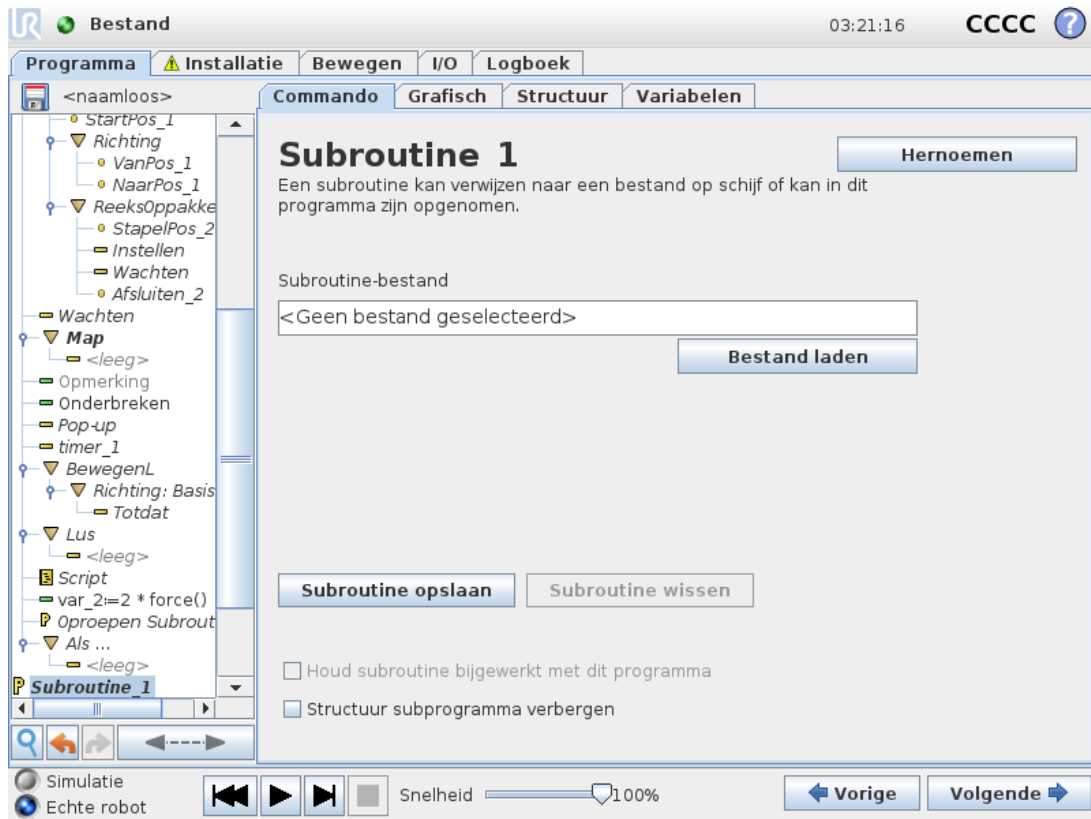 UR Bestand 03:21:16 CCCC ?
Programma Installatie Bewegen I/O Logboek
<naamloos>
Commando Grafisch Structuur Variabelen
StartPos_1
Richting
VanPos_1
NaarPos_1
ReeksOppakke
StapelPos_2
Instellen
Wachten
Afsluiten_2
Wachten
Map
<leeg>
Opmerking
Onderbreken
Pop-up
timer_1
BewegenL
Richting: Basis
Totdat
Lus
<leeg>
Script
var_2:=2 * force()
Oproepen Subrout
Als ...
<leeg>
Subroutine_1
Subroutine 1
Hernoemen
Een subroutine kan verwijzen naar een bestand op schijf of kan in dit
programma zijn opgenomen.
Subroutine-bestand
<Geen bestand geselecteerd>
Bestand laden
Subroutine opslaan Subroutine wissen
Houd subroutine bijgewerkt met dit programma
Structuur subprogramma verbergen
Simulatie
Echte robot
Snelheid 100%
Vorige Volgende